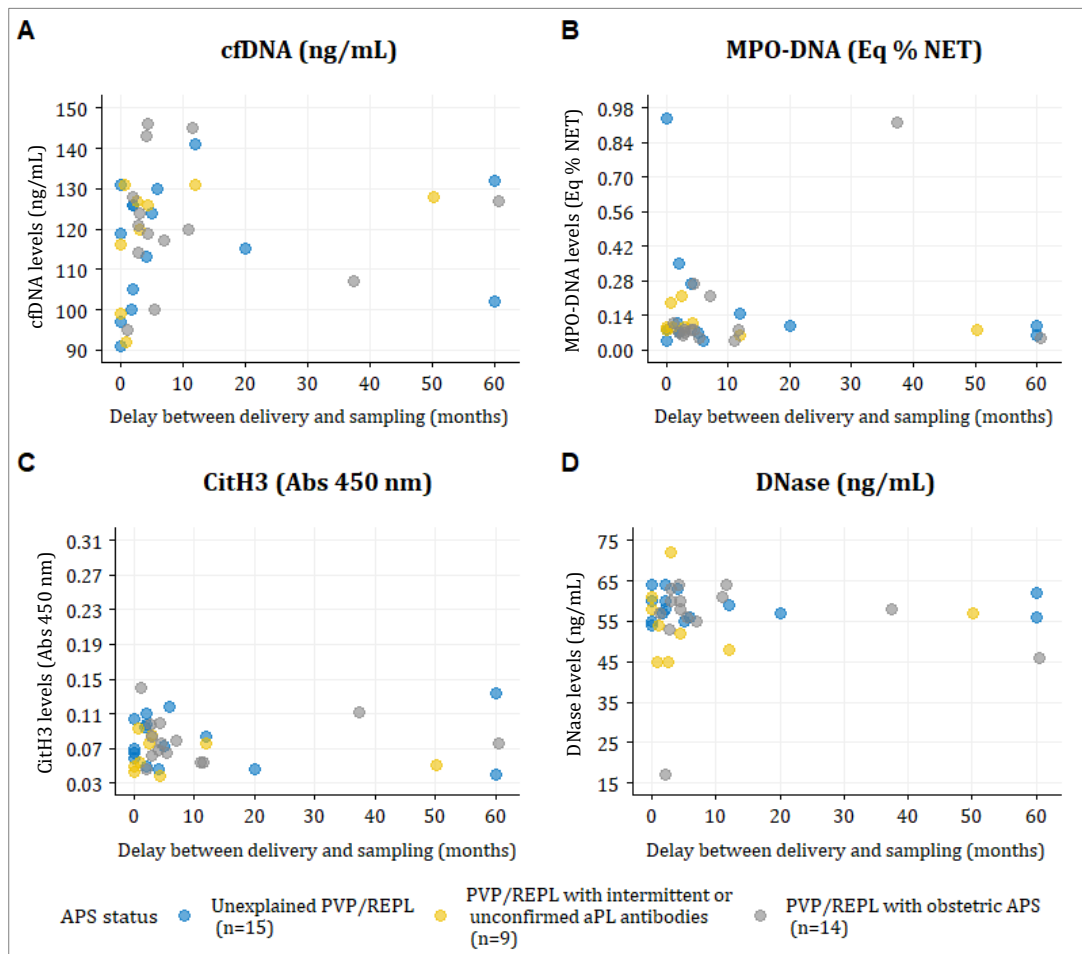 A
cfDNA (ng/mL)
cfDNA levels (ng/mL)
150
140
130
120
110
100
90
0 10 20 30 40 50 60
Delay between delivery and sampling (months)
B
MPO-DNA (Eq % NET)
MPO-DNA levels (Eq % NET)
0.98
0.84
0.70
0.56
0.42
0.28
0.14
0.00
0 10 20 30 40 50 60
Delay between delivery and sampling (months)
C
CitH3 (Abs 450 nm)
CitH3 levels (Abs 450 nm)
0.31
0.27
0.23
0.19
0.15
0.11
0.07
0.03
0 10 20 30 40 50 60
Delay between delivery and sampling (months)
D
DNase (ng/mL)
DNase levels (ng/mL)
75
65
55
45
35
25
15
0 10 20 30 40 50 60
Delay between delivery and sampling (months)
APS status
Unexplained PVP/REPL
(n=15)
PVP/REPL with intermittent or
unconfirmed aPL antibodies
(n=9)
PVP/REPL with obstetric APS
(n=14)